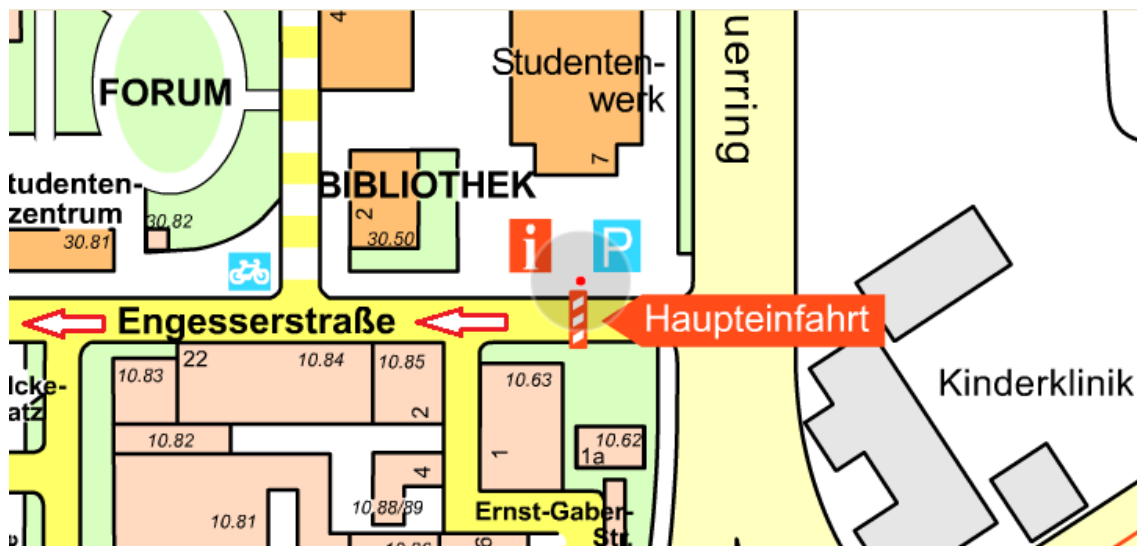 4
Studenten-
werk
7
uerring
FORUM
tudenten-
zentrum
30.82
30.81
BIBLIOTHEK
2
30.50
i
P
Engesserstraße
Haupteinfahrt
Kinderklinik
lcke-
atz
10.83
22
10.84
10.85
2
10.63
10.82
10.62
1a
1
4
10.81
10.88/89
Ernst-Gaber-
Str.